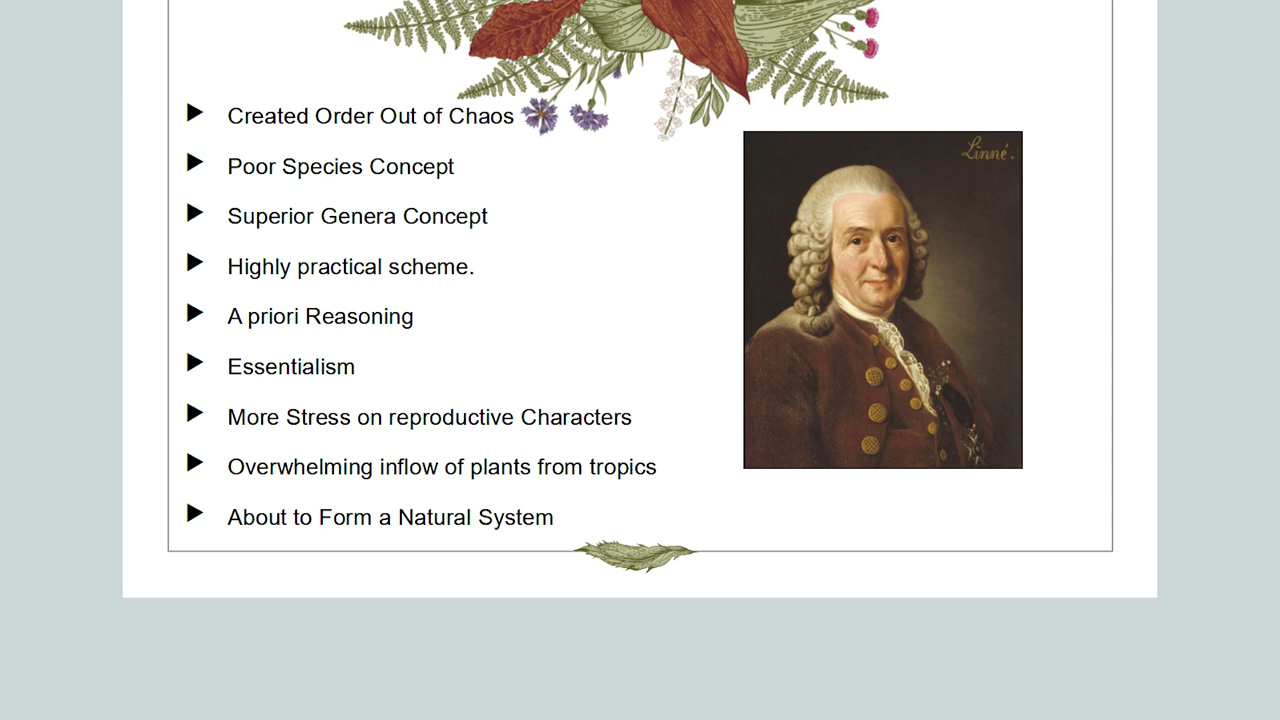 Created Order Out of Chaos
Poor Species Concept
Superior Genera Concept
Highly practical scheme.
A priori Reasoning
Essentialism
More Stress on reproductive Characters
Overwhelming inflow of plants from tropics
About to Form a Natural System
Linné.